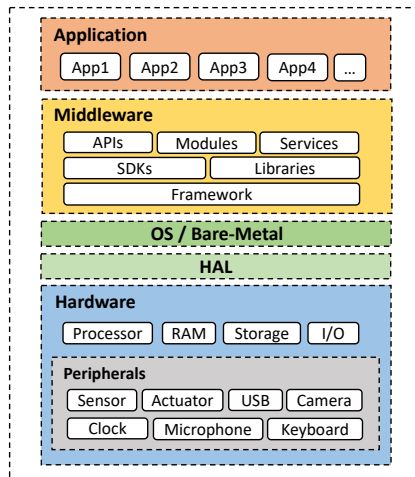 Application
App1 App2 App3 App4 ...
Middleware
APIs Modules Services
SDKs Libraries
Framework
OS / Bare-Metal
HAL
Hardware
Processor RAM Storage I/O
Peripherals
Sensor Actuator USB Camera
Clock Microphone Keyboard